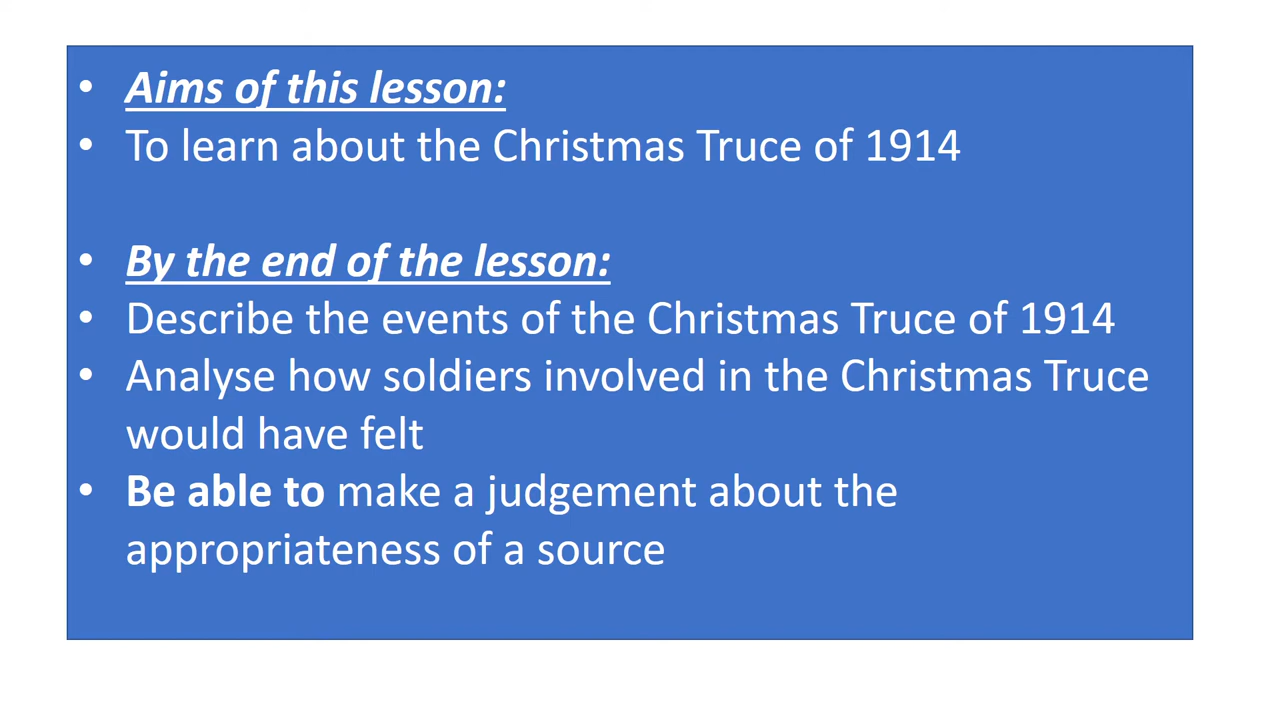 • Aims of this lesson:
• To learn about the Christmas Truce of 1914
• By the end of the lesson:
• Describe the events of the Christmas Truce of 1914
• Analyse how soldiers involved in the Christmas Truce
would have felt
• Be able to make a judgement about the
appropriateness of a source